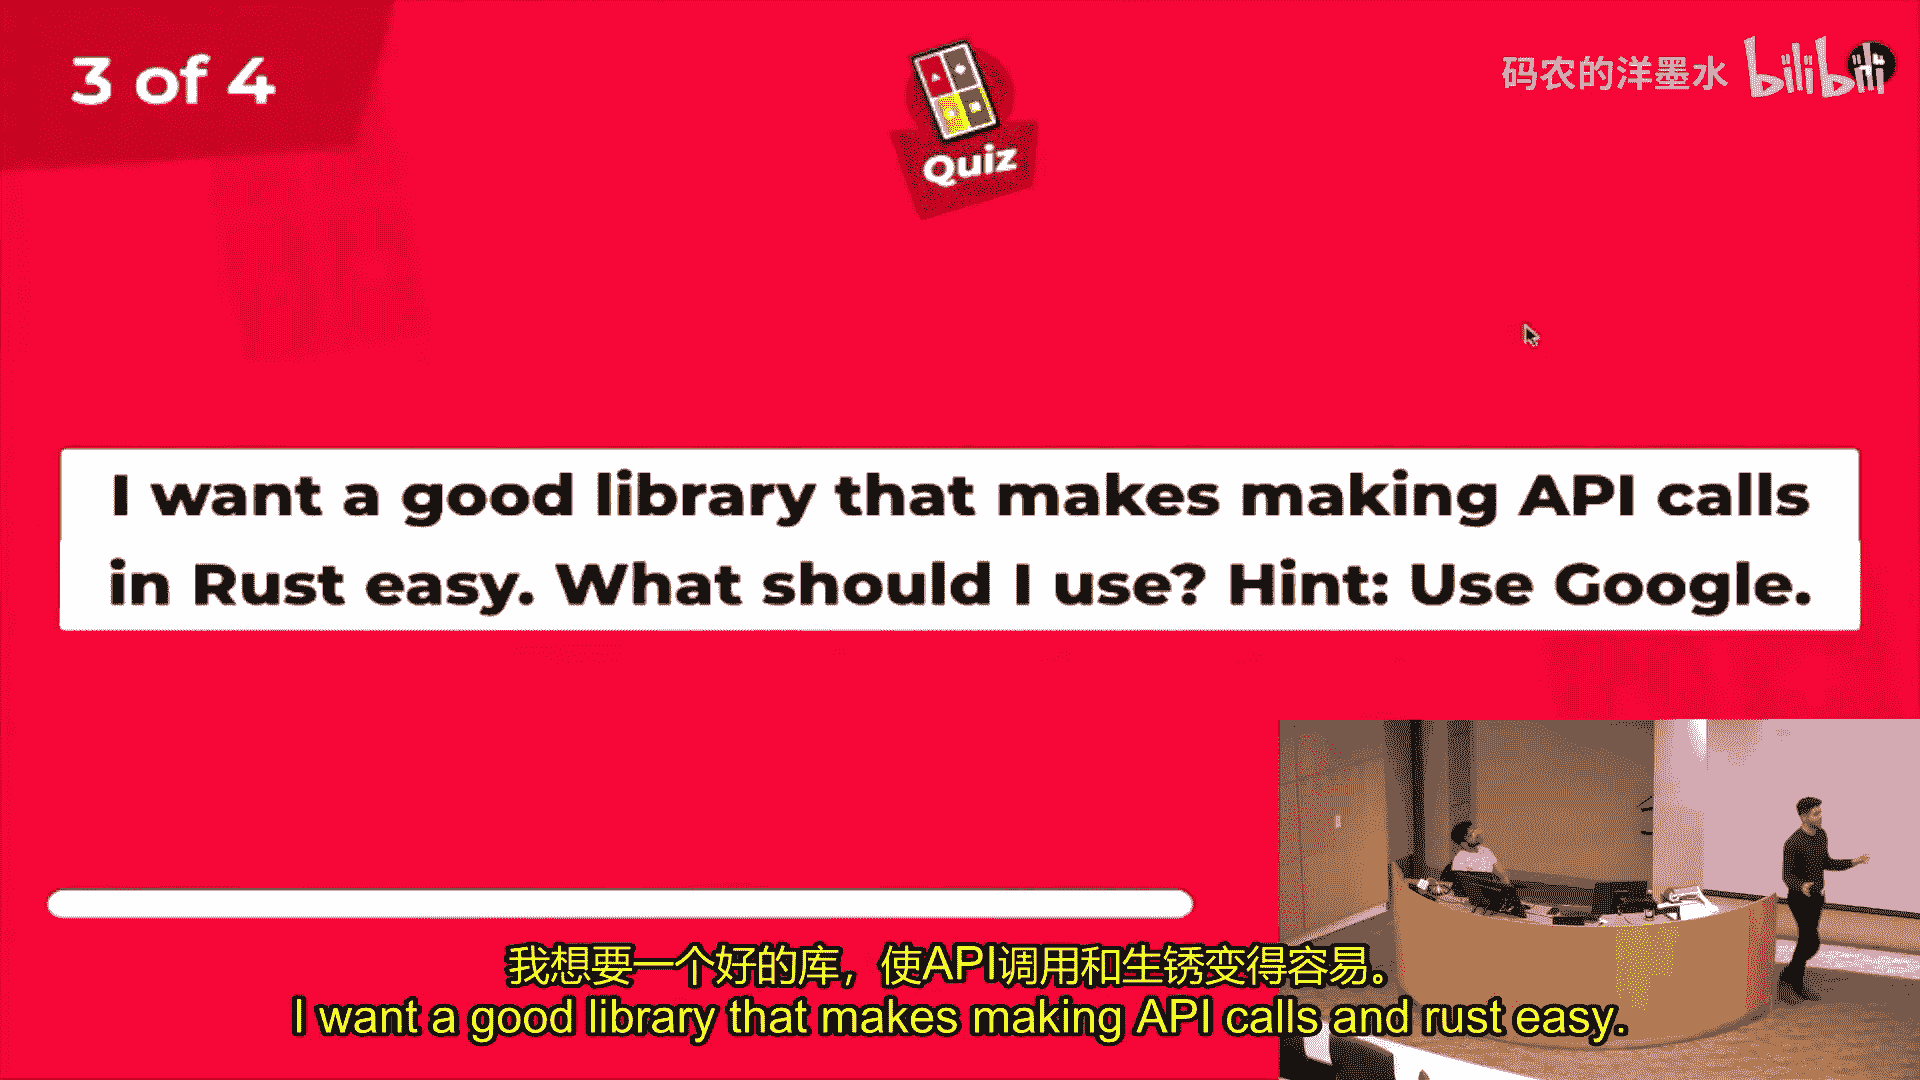 3 of 4
Quiz
码农的洋墨水 bilibili
I want a good library that makes making API calls
in Rust easy. What should I use? Hint: Use Google.
我想要一个好的库，使API调用和生锈变得容易。
I want a good library that makes making API calls and rust easy.